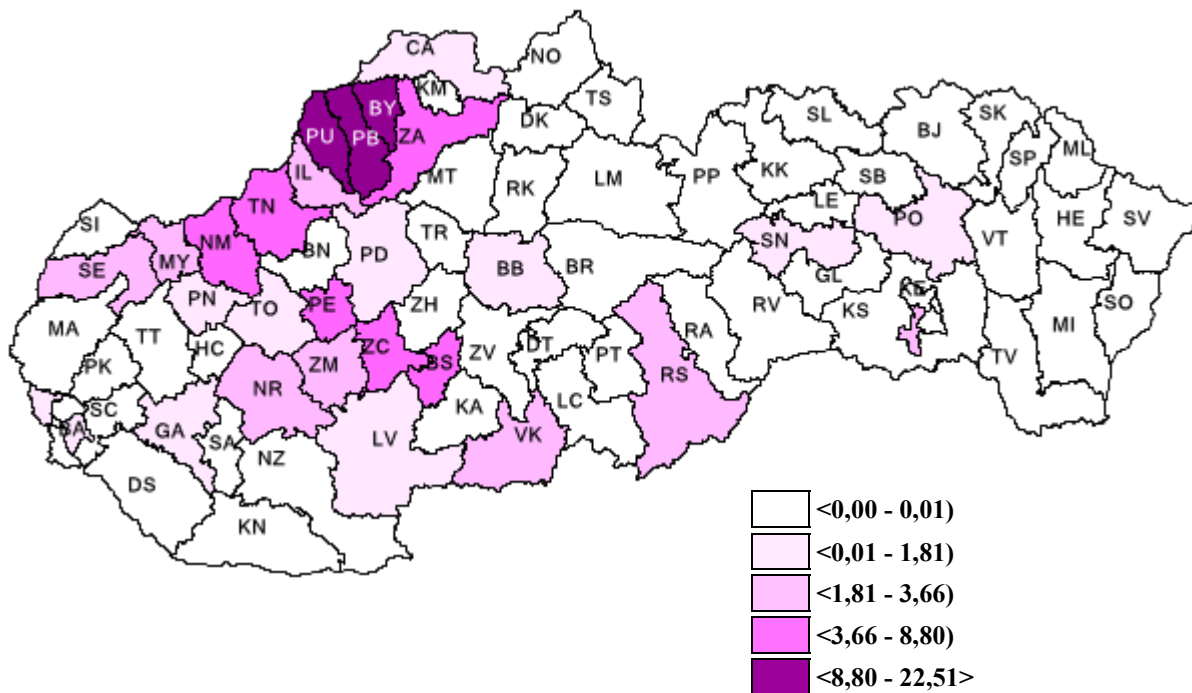 CA
NO
KM
TS
BY
PU
PB
ZA
DK
SL
BJ
SK
SP
ML
IL
MT
RK
LM
PP
KK
SB
LE
HE
SV
TN
SI
NM
BN
PD
TR
BB
BR
SN
PO
VT
SE
MY
GL
PN
TO
PE
ZH
RV
KS
KE
SO
MA
TT
HC
ZM
ZC
BS
ZV
DT
PT
RA
MI
PK
NR
RS
TV
SC
KA
LC
BA
GA
SA
NZ
LV
VK
DS
KN
<0,00 - 0,01)
<0,01 - 1,81)
<1,81 - 3,66)
<3,66 - 8,80)
<8,80 - 22,51>